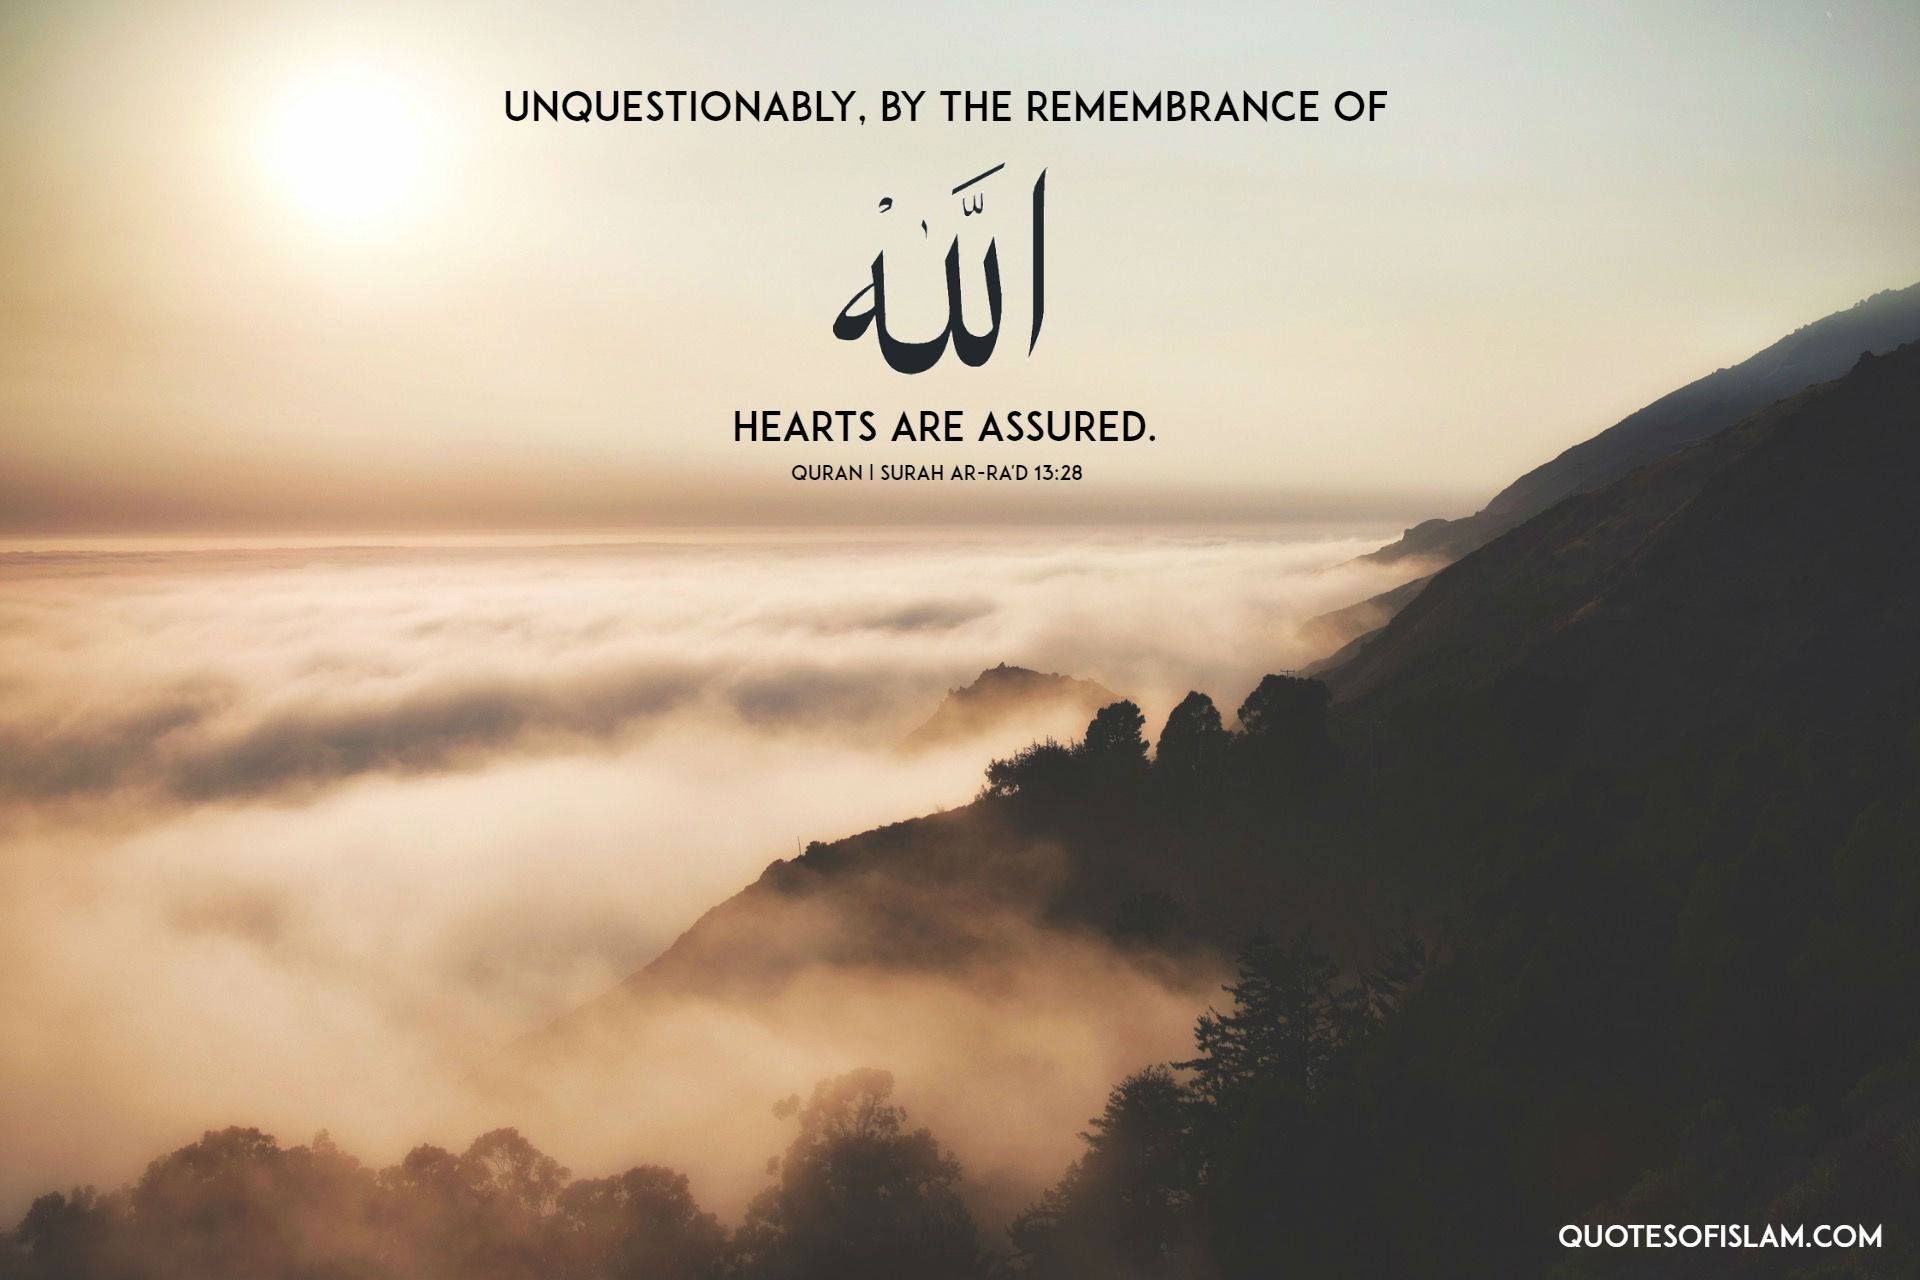 UNQUESTIONABLY, BY THE REMEMBRANCE OF
اللَّهْ
HEARTS ARE ASSURED.
QURAN | SURAH AR-RA'D 13:28
QUOTESOFISLAM.COM